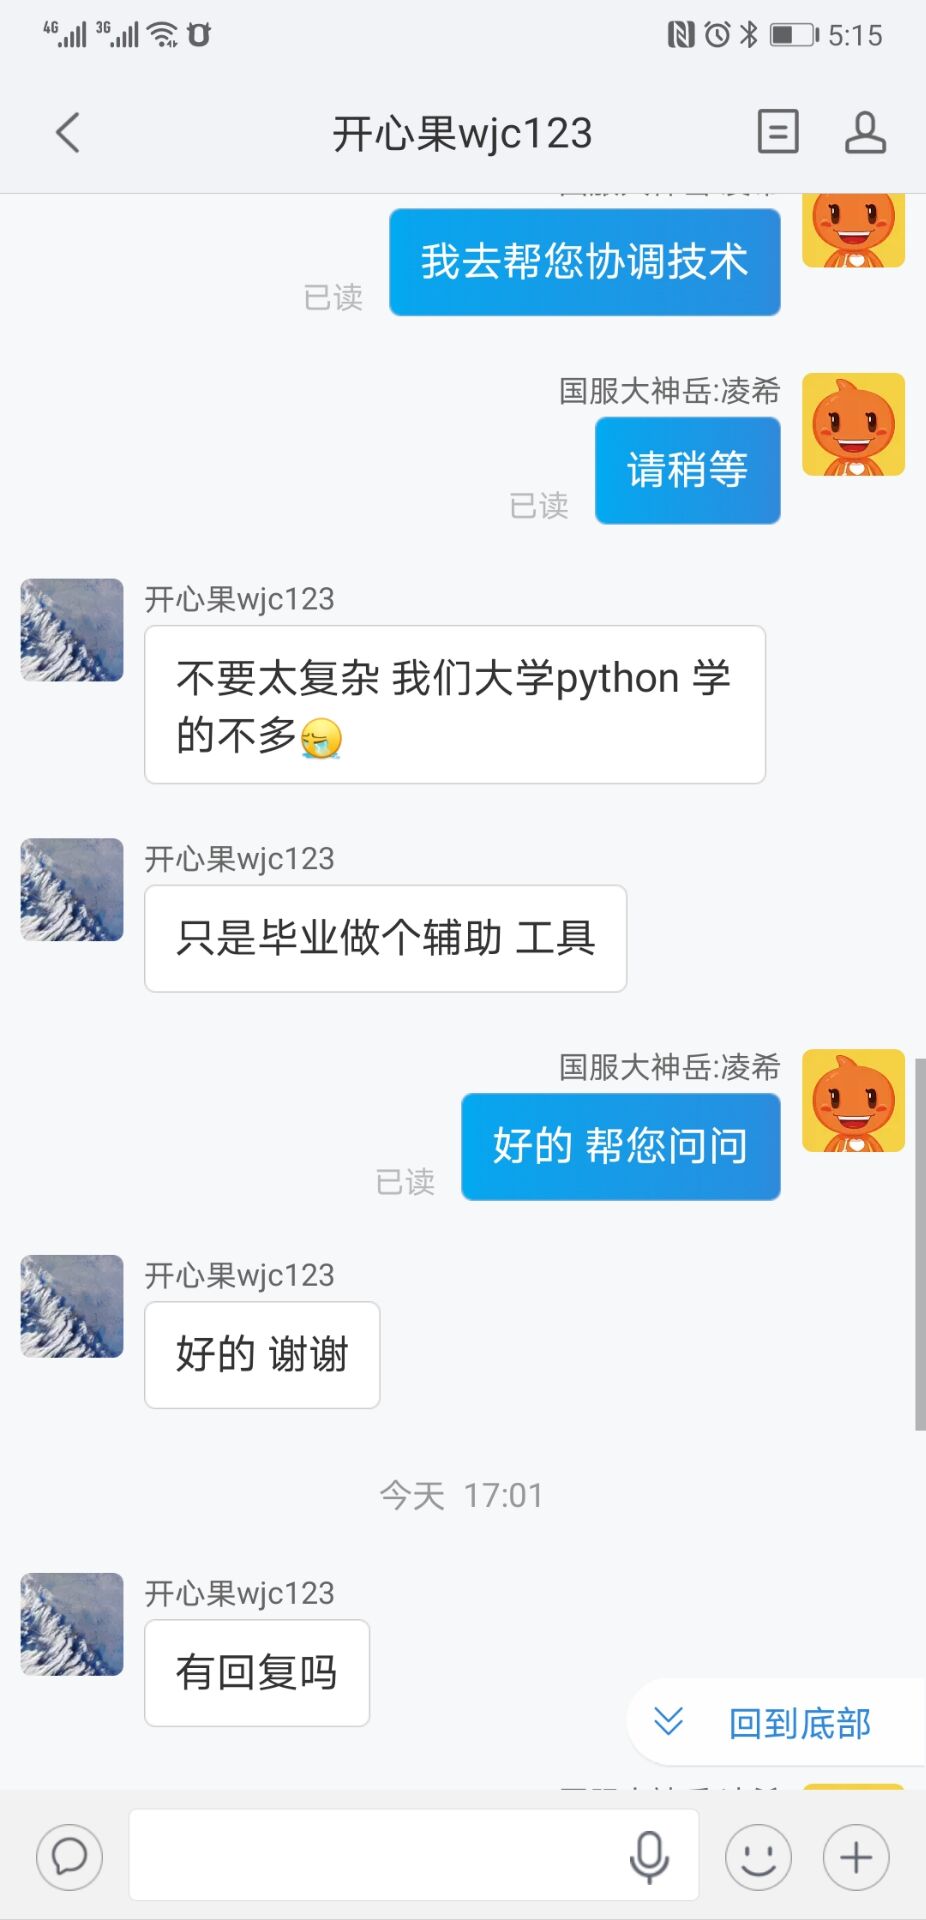 4G 3G 5:15
开心果wjc123
我去帮您协调技术
已读
国服大神岳:凌希
请稍等
已读
开心果wjc123
不要太复杂 我们大学python 学
的不多
开心果wjc123
只是毕业做个辅助 工具
国服大神岳:凌希
好的 帮您问问
已读
开心果wjc123
好的 谢谢
今天 17:01
开心果wjc123
有回复吗
回到底部